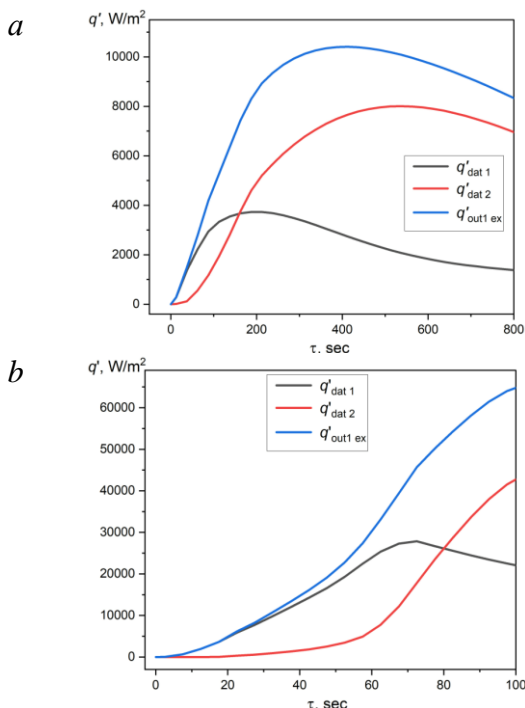 a
q', W/m²
10000
8000
6000
4000
2000
0
q'dat 1
q'dat 2
q'out1 ex
0 200 400 600 800
τ, sec
b
q', W/m²
60000
50000
40000
30000
20000
10000
0
q'dat 1
q'dat 2
q'out1 ex
0 20 40 60 80 100
τ, sec